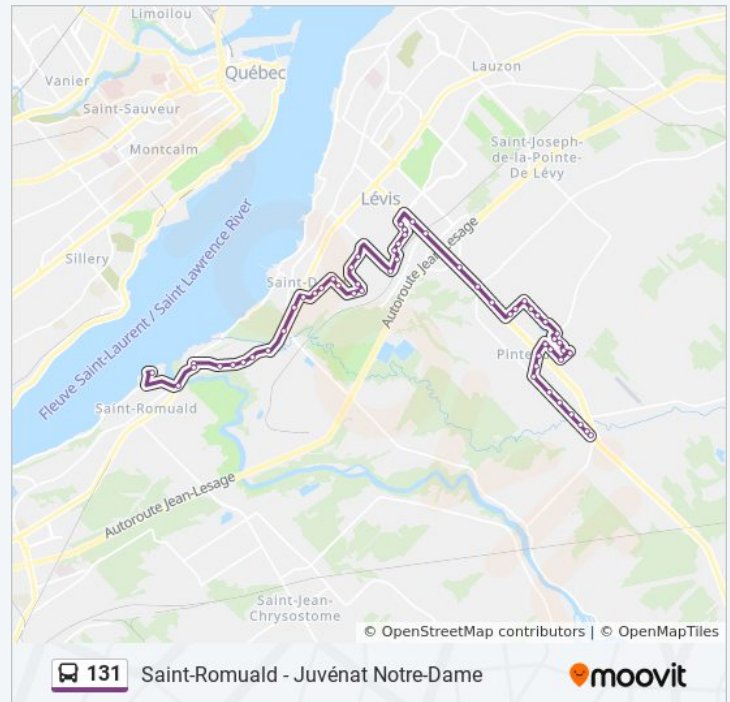 Limoilou
Vanier
Québec
Lauzon
Saint-Sauveur
Montcalm
Saint-Joseph-
de-la-Pointe-
De Lévy
Lévis
Sillery
Fleuve Saint-Laurent / Saint Lawrence River
Saint-D
Autoroute Jean-Lesage
Pinte
Saint-Romuald
Autoroute Jean-Lesage
Saint-Jean-
Chrysostome
© OpenStreetMap contributors | © OpenMapTiles
131 Saint-Romuald - Juvénat Notre-Dame moovit